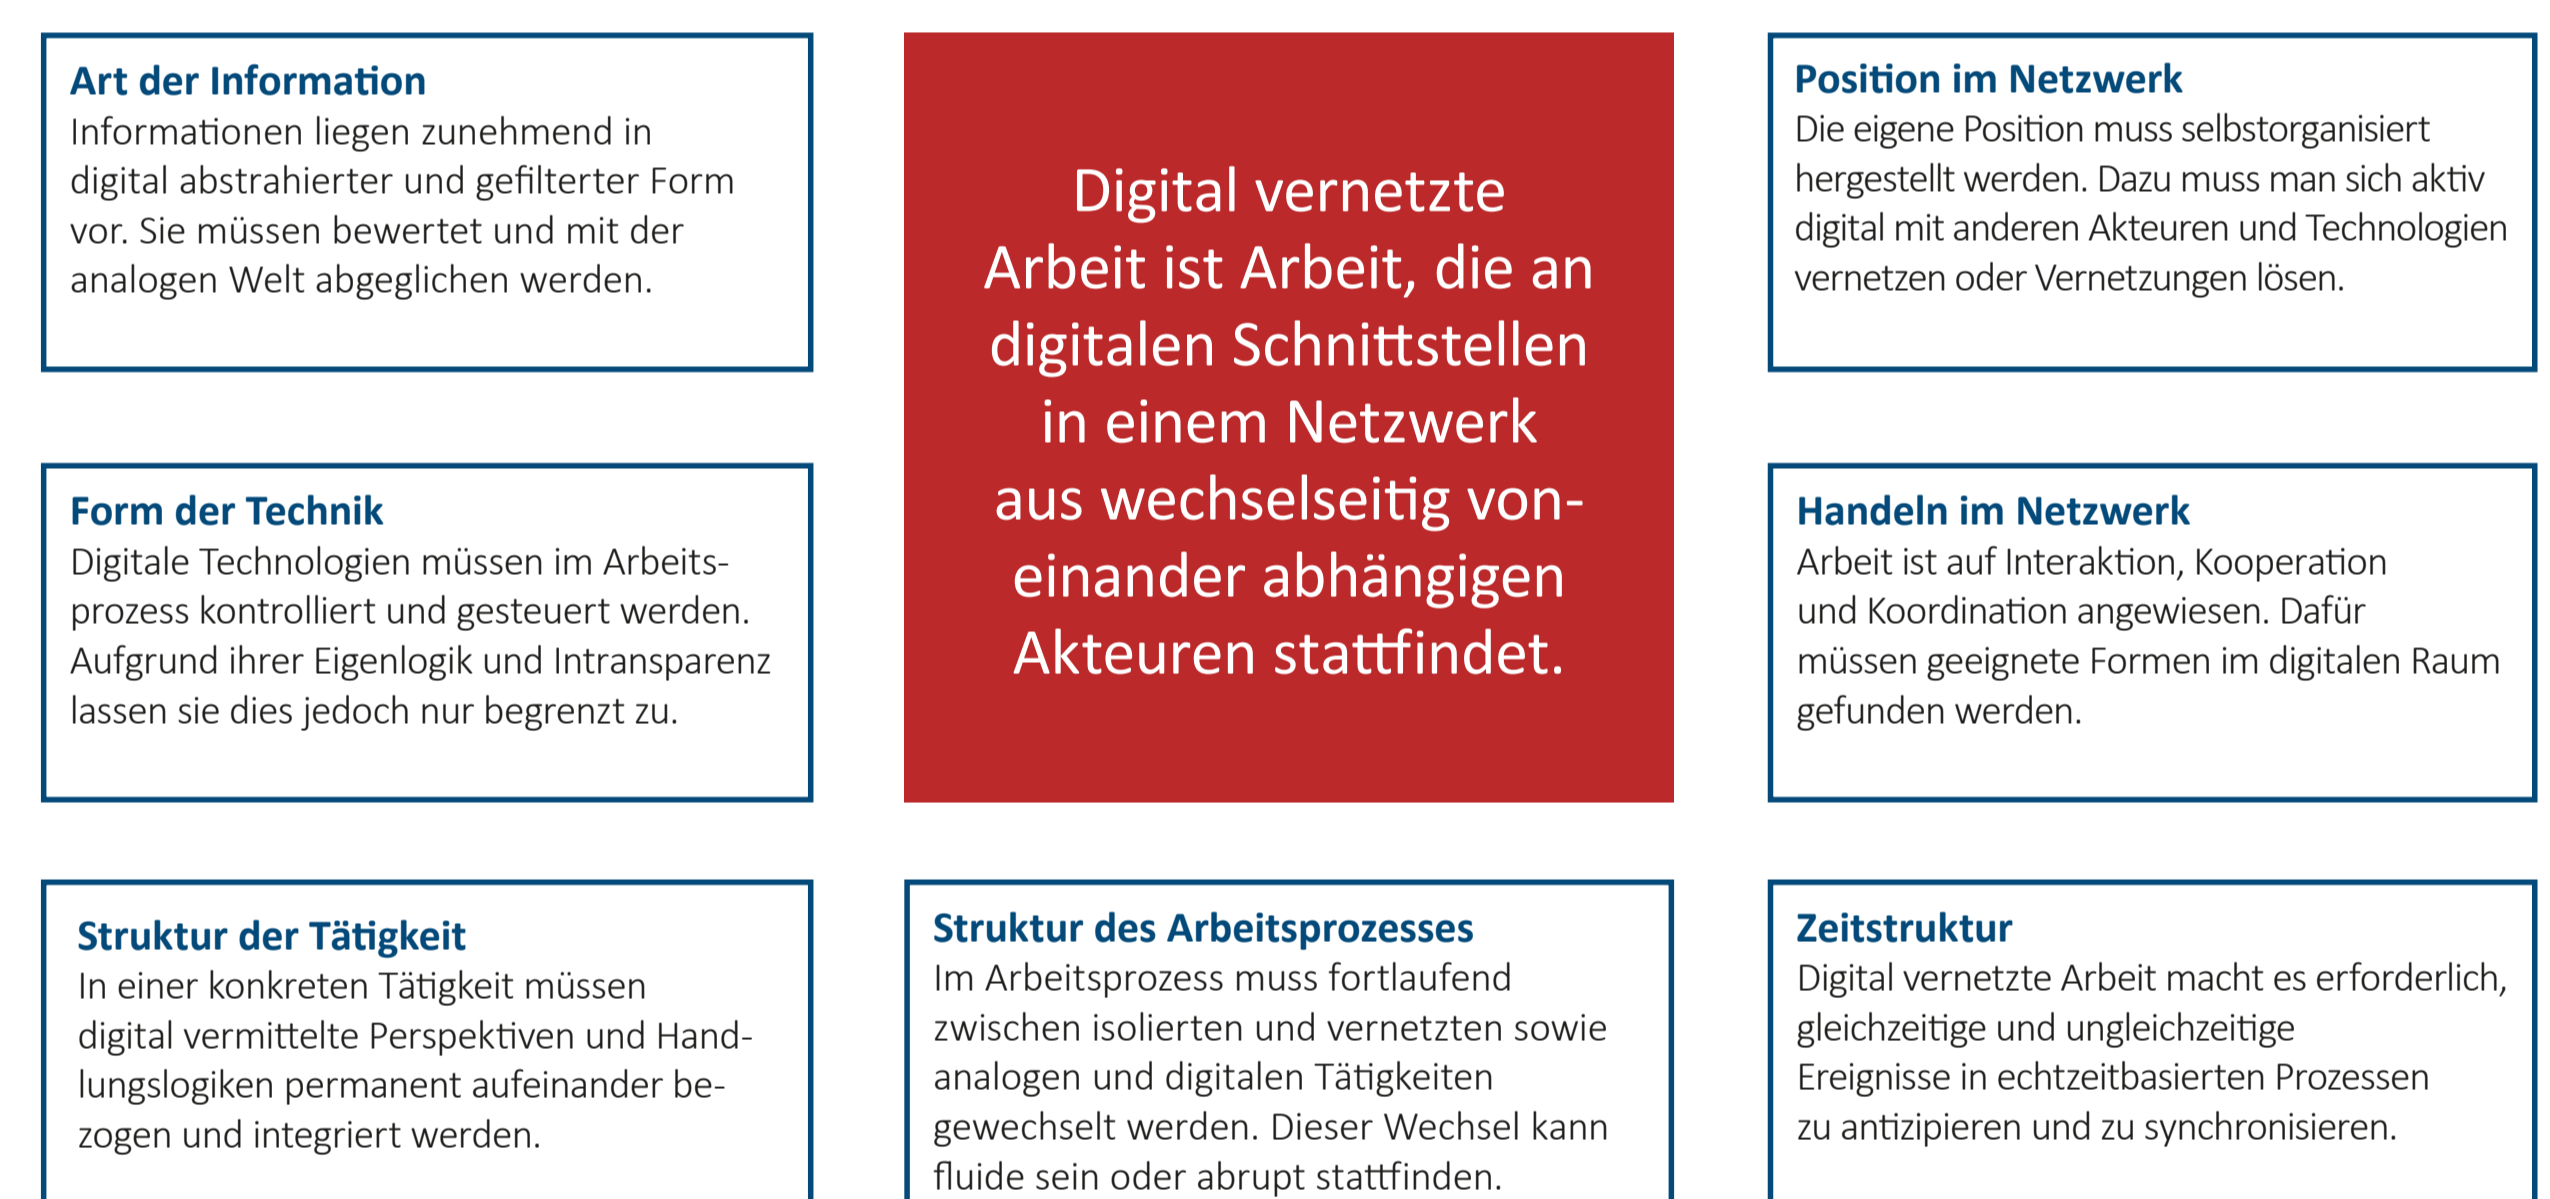 Art der Information
Informationen liegen zunehmend in
digital abstrahierter und gefilterter Form
vor. Sie müssen bewertet und mit der
analogen Welt abgeglichen werden.
Form der Technik
Digitale Technologien müssen im Arbeits-
prozess kontrolliert und gesteuert werden.
Aufgrund ihrer Eigenlogik und Intransparenz
lassen sie dies jedoch nur begrenzt zu.
Digital vernetzte
Arbeit ist Arbeit, die an
digitalen Schnittstellen
in einem Netzwerk
aus wechselseitig von-
einander abhängigen
Akteuren stattfindet.
Position im Netzwerk
Die eigene Position muss selbstorganisiert
hergestellt werden. Dazu muss man sich aktiv
digital mit anderen Akteuren und Technologien
vernetzen oder Vernetzungen lösen.
Handeln im Netzwerk
Arbeit ist auf Interaktion, Kooperation
und Koordination angewiesen. Dafür
müssen geeignete Formen im digitalen Raum
gefunden werden.
Struktur der Tätigkeit
In einer konkreten Tätigkeit müssen
digital vermittelte Perspektiven und Hand-
lungslogiken permanent aufeinander be-
zogen und integriert werden.
Struktur des Arbeitsprozesses
Im Arbeitsprozess muss fortlaufend
zwischen isolierten und vernetzten sowie
analogen und digitalen Tätigkeiten
gewechselt werden. Dieser Wechsel kann
fluide sein oder abrupt stattfinden.
Zeitstruktur
Digital vernetzte Arbeit macht es erforderlich,
gleichzeitige und ungleichzeitige
Ereignisse in echtzeitbasierten Prozessen
zu antizipieren und zu synchronisieren.